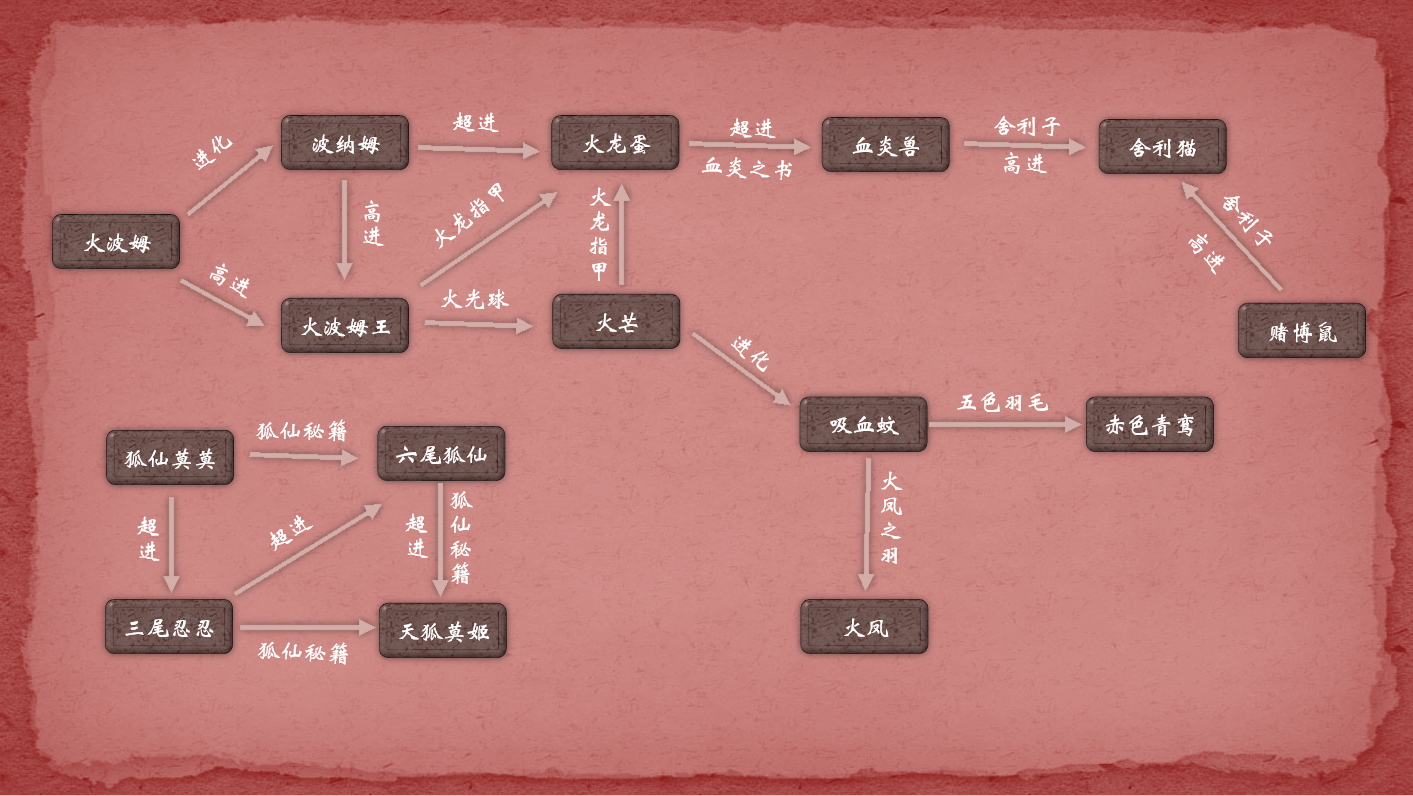 进化
波纳姆
超进
火龙蛋
超进
血炎之书
血炎兽
舍利子
高进
舍利猫
火波姆
高进
高进
火龙指甲
火龙指甲
舍利子
高进
火波姆王
火光球
火芒
赌博鼠
进化
吸血蚊
五色羽毛
赤色青鸾
火凤之羽
火凤
狐仙莫莫
狐仙秘籍
六尾狐仙
超进
超进
超进
狐仙秘籍
三尾忍忍
狐仙秘籍
天狐莫姬